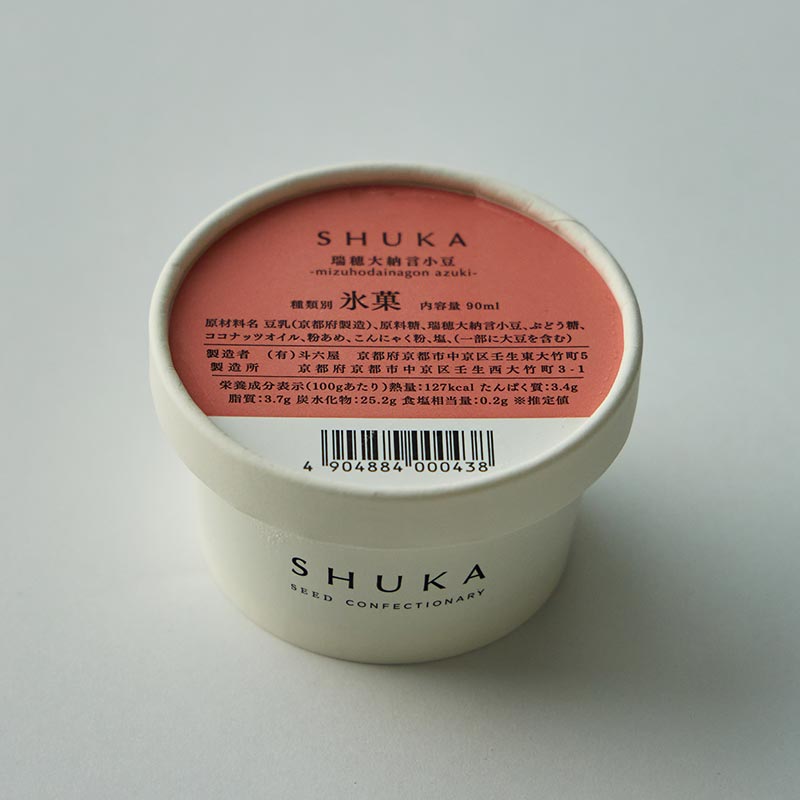 SHUKA
瑞穂大納言小豆
-mizuhodainagon azuki-
種類別 氷菓 内容量 90ml
原材料名 豆乳(京都府製造)、原料糖、瑞穂大納言小豆、ぶどう糖、
ココナッツオイル、粉あめ、こんにゃく粉、塩、(一部に大豆を含む)
製造者 (有)斗六屋 京都府京都市中京区壬生東大竹町5
製造所 京都府京都市中京区壬生西大竹町3-1
栄養成分表示(100gあたり)熱量:127kcal たんぱく質:3.4g
脂質:3.7g 炭水化物:25.2g 食塩相当量:0.2g ※推定値
4 904884 000438
SHUKA
SEED CONFECTIONARY